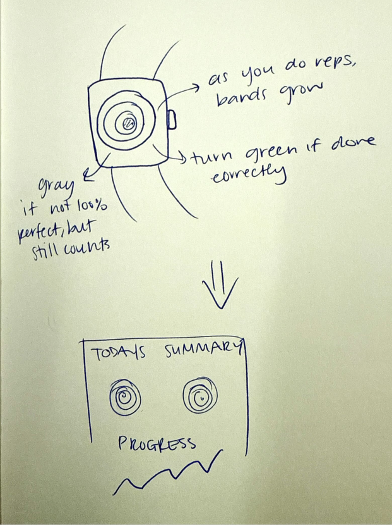 as you do reps,
bands grow
turn green if done
correctly
gray
if not 100%
perfect, but
still counts
TODAYS SUMMARY
PROGRESS